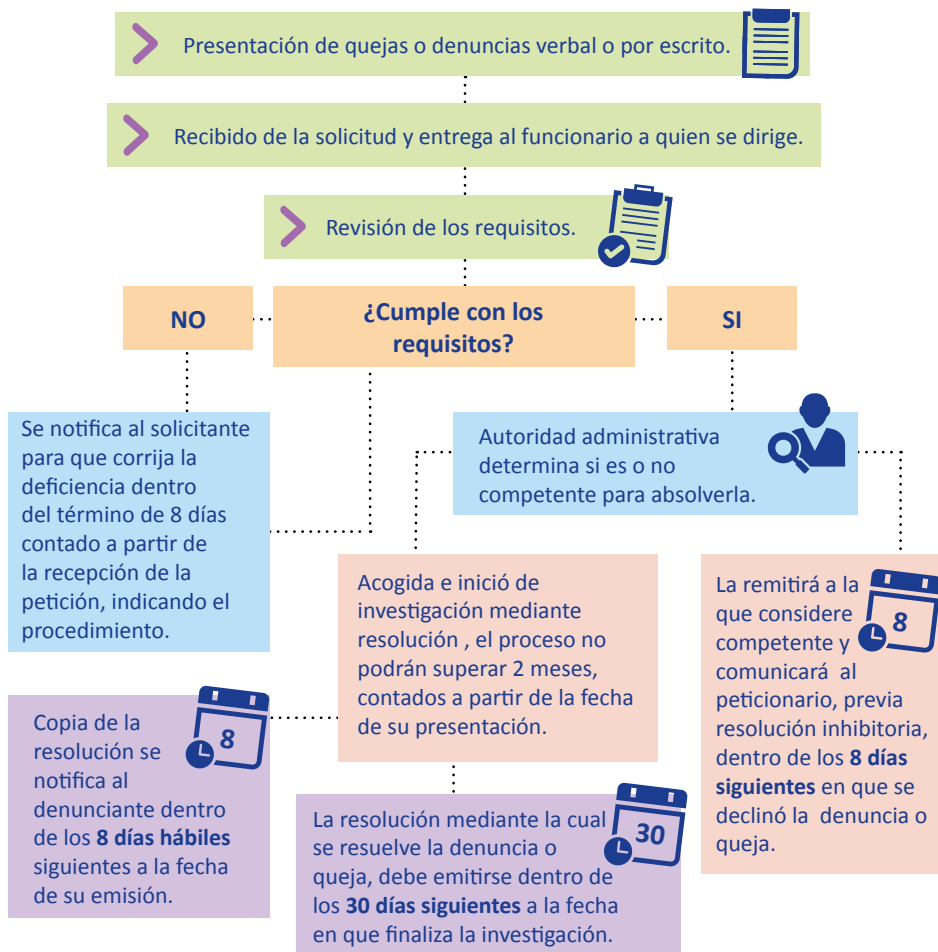 Presentación de quejas o denuncias verbal o por escrito.
Recibido de la solicitud y entrega al funcionario a quien se dirige.
Revisión de los requisitos.
NO
¿Cumple con los
requisitos?
SI
Se notifica al solicitante
para que corrija la
deficiencia dentro
del término de 8 días
contado a partir de
la recepción de la
petición, indicando el
procedimiento.
Autoridad administrativa
determina si es o no
competente para absolverla.
Acogida e inició de
investigación mediante
resolución , el proceso no
podrán superar 2 meses,
contados a partir de la fecha
de su presentación.
La remitirá a la
que considere
competente y
comunicará al
peticionario, previa
resolución inhibitoria,
dentro de los 8 días
siguientes en que se
declinó la denuncia o
queja.
8
Copia de la
resolución se
notifica al
denunciante dentro
de los 8 días hábiles
siguientes a la fecha
de su emisión.
8
La resolución mediante la cual
se resuelve la denuncia o
queja, debe emitirse dentro de
los 30 días siguientes a la fecha
en que finaliza la investigación.
30